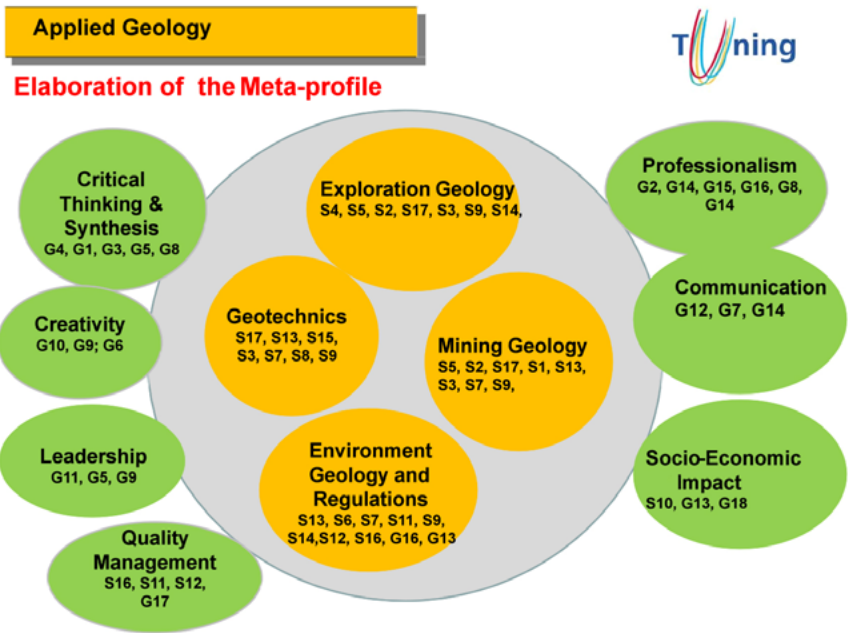 Applied Geology
TUning
Elaboration of the Meta-profile
Critical
Thinking &
Synthesis
G4, G1, G3, G5, G8
Creativity
G10, G9; G6
Leadership
G11, G5, G9
Quality
Management
S16, S11, S12,
G17
Exploration Geology
S4, S5, S2, S17, S3, S9, S14,
Geotechnics
S17, S13, S15,
S3, S7, S8, S9
Mining Geology
S5, S2, S17, S1, S13,
S3, S7, S9,
Environment
Geology and
Regulations
S13, S6, S7, S11, S9,
S14,S12, S16, G16, G13
Professionalism
G2, G14, G15, G16, G8,
G14
Communication
G12, G7, G14
Socio-Economic
Impact
S10, G13, G18